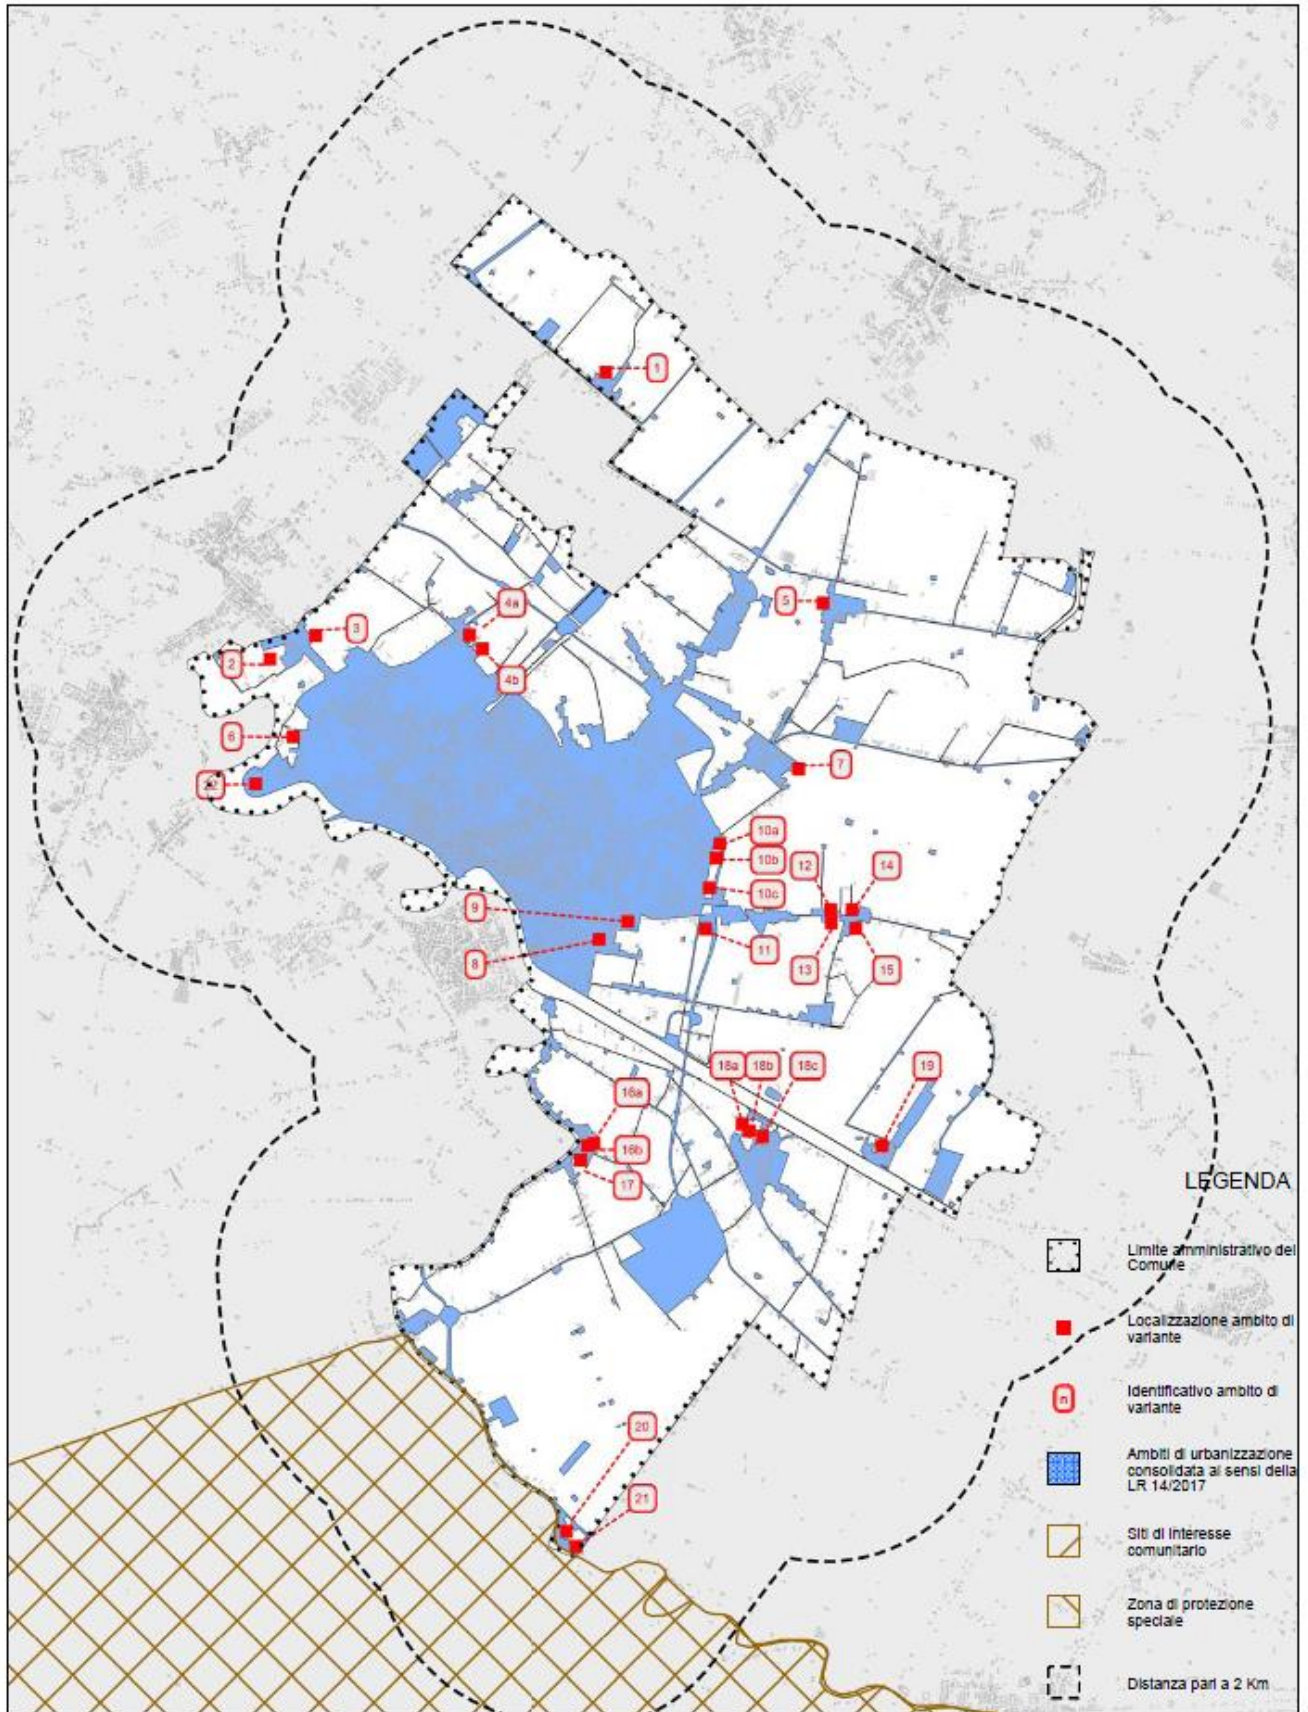 1
4a
5
3
2
4b
6
7
22
10a
10b
12
14
10c
9
11
8
13
15
18a
18b
18c
19
16a
16b
17
LEGENDA
Limite amministrativo del
Comune
Localizzazione ambito di
variante
n
Identificativo ambito di
variante
20
Ambiti di urbanizzazione
consolidata ai sensi della
LR 14/2017
21
Siti di interesse
comunitario
Zona di protezione
speciale
Distanza pari a 2 Km